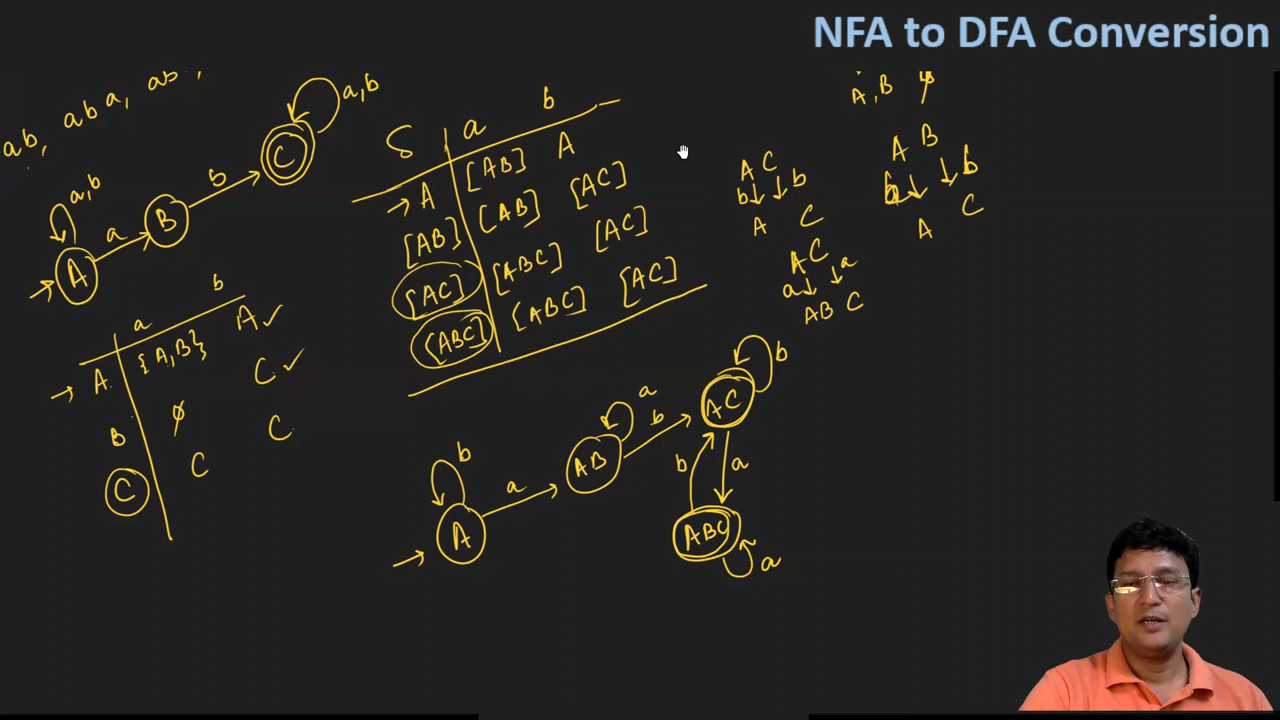 NFA to DFA Conversion
ab, aba, ab
a,b
C
a,b
b
B
a
A
a b
A. {A,B} A ✓
B φ C ✓
C C C
δ a b
→ A [AB] A
[AB] [AB] [AC]
[AC] [ABC] [AC]
[ABC] [ABC] [AC]
A, B φ
A B
b b
A C
A C
b b
A C
A C
a a
AB C
b
A
a
AB
a
b
AC
b
b
a
ABC
a